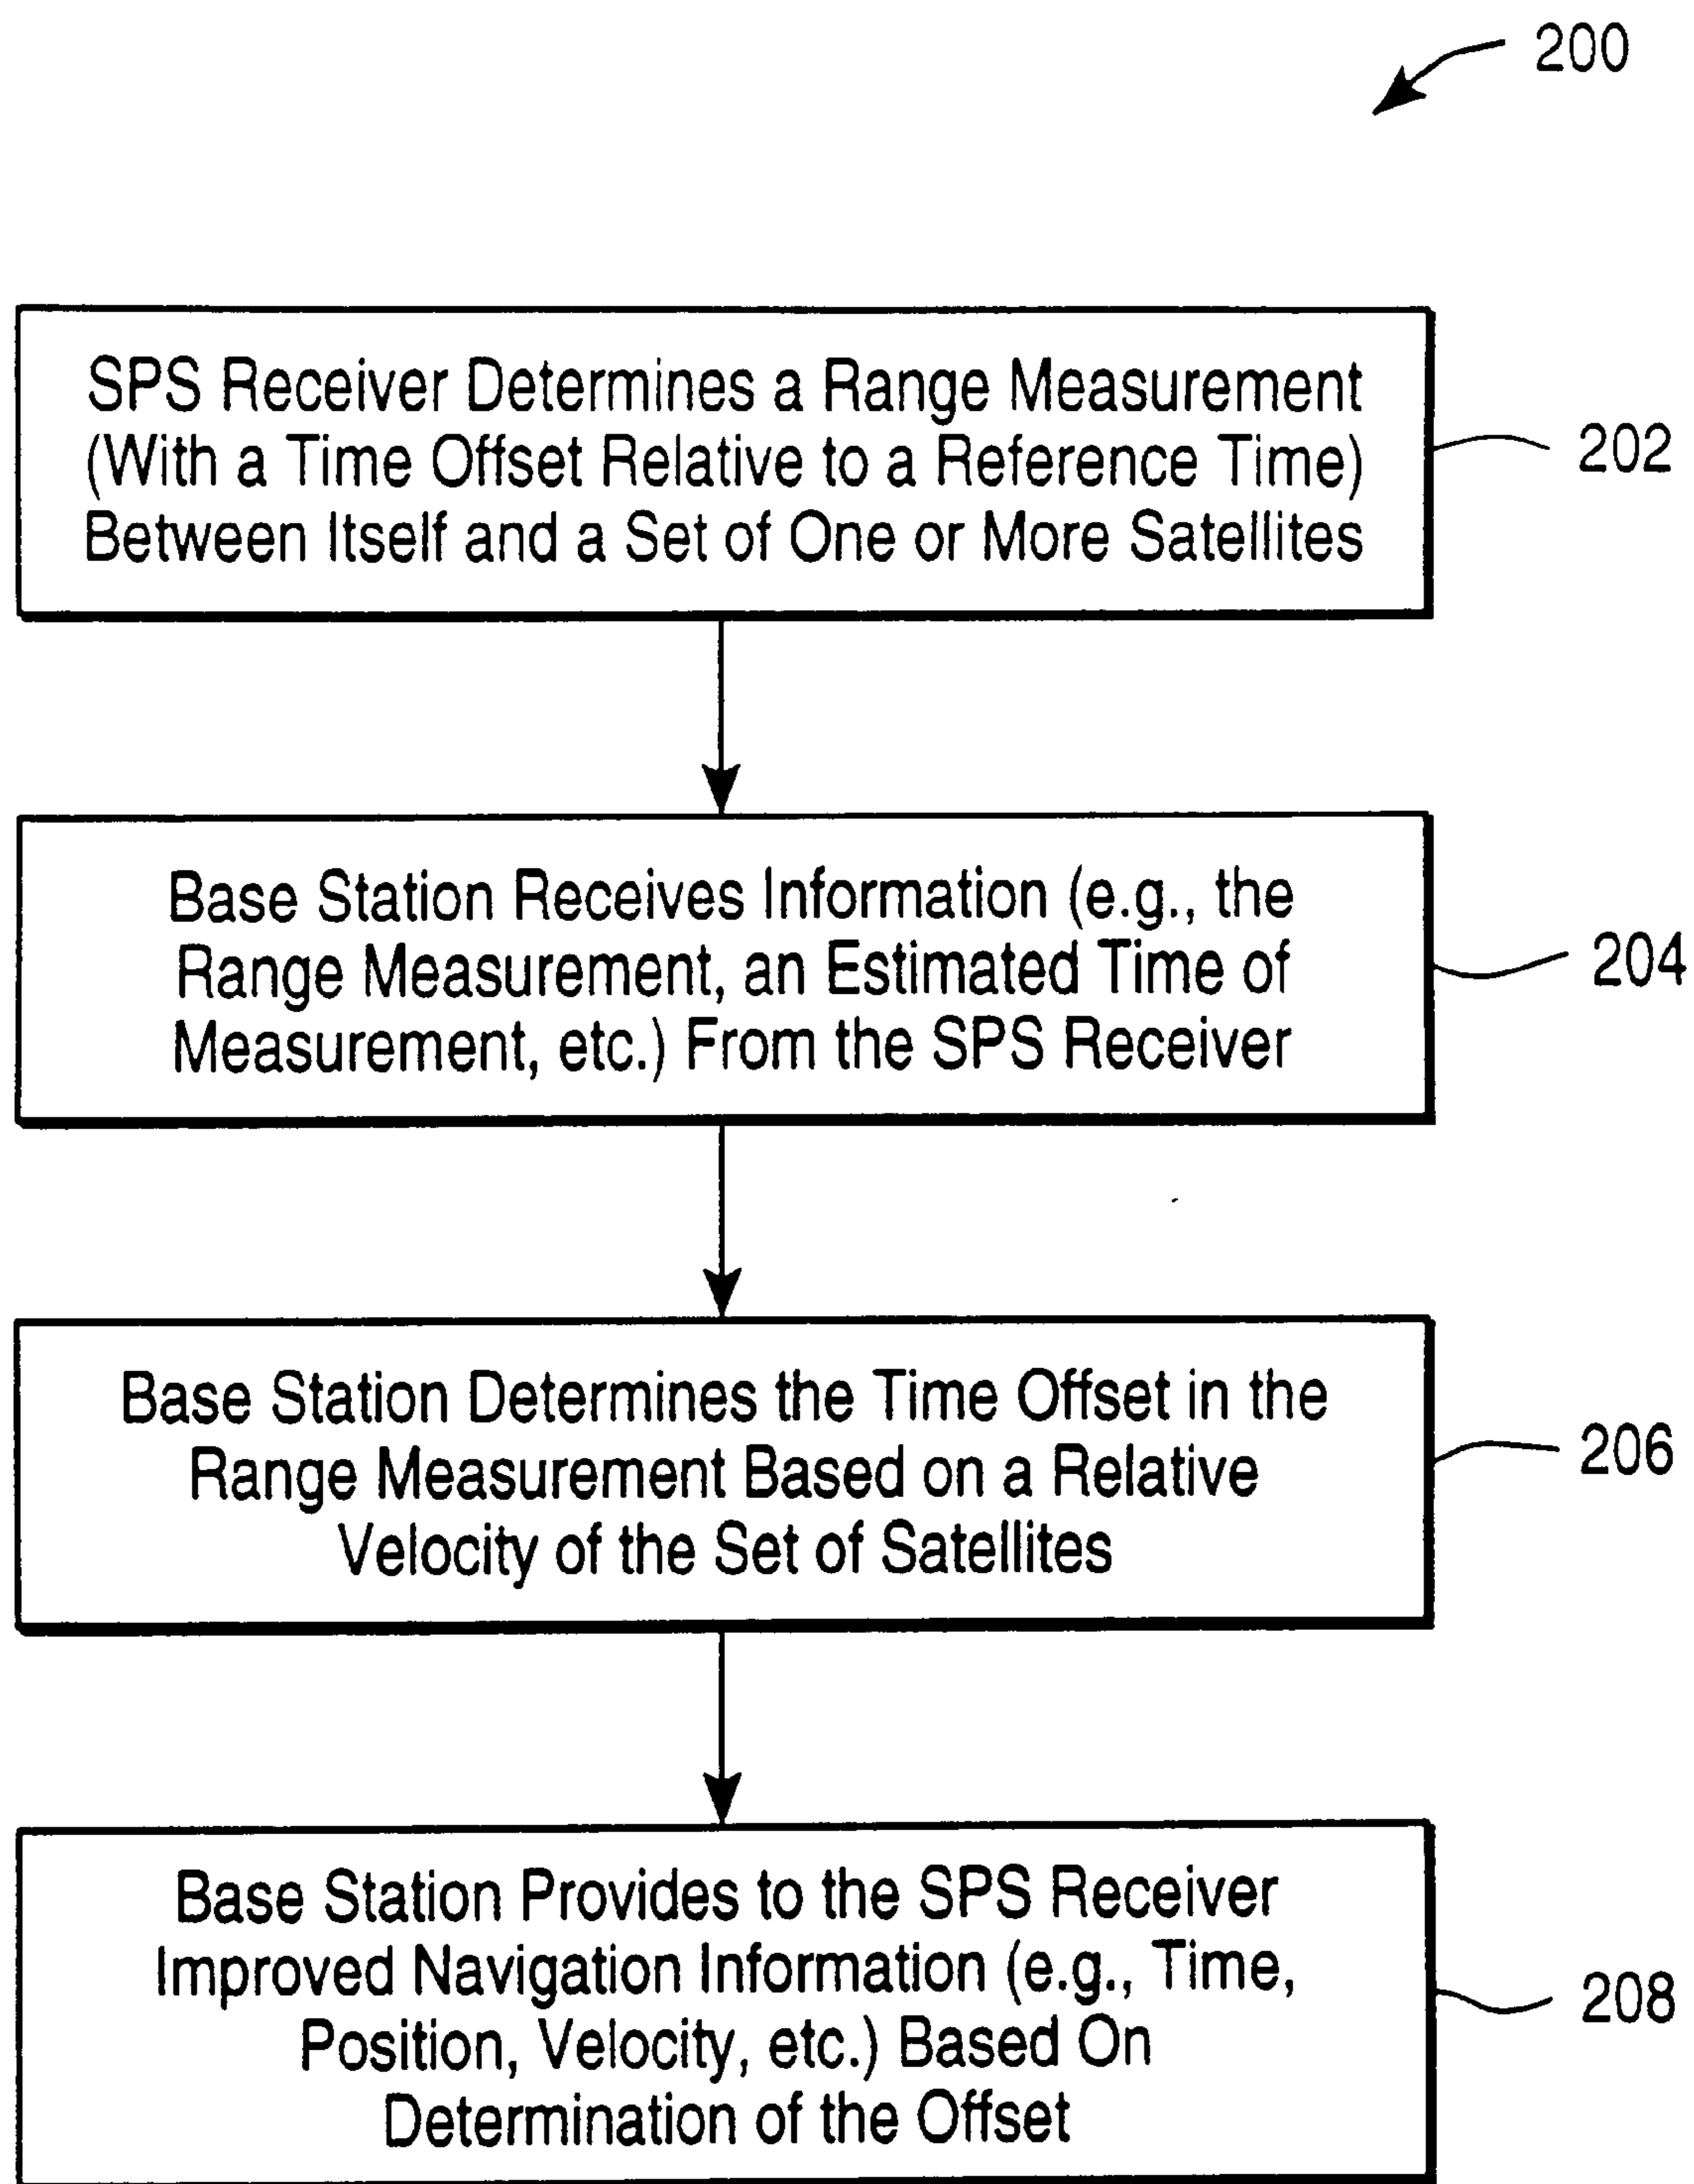 200
SPS Receiver Determines a Range Measurement
(With a Time Offset Relative to a Reference Time)
Between Itself and a Set of One or More Satellites
202
Base Station Receives Information (e.g., the
Range Measurement, an Estimated Time of
Measurement, etc.) From the SPS Receiver
204
Base Station Determines the Time Offset in the
Range Measurement Based on a Relative
Velocity of the Set of Satellites
206
Base Station Provides to the SPS Receiver
Improved Navigation Information (e.g., Time,
Position, Velocity, etc.) Based On
Determination of the Offset
208